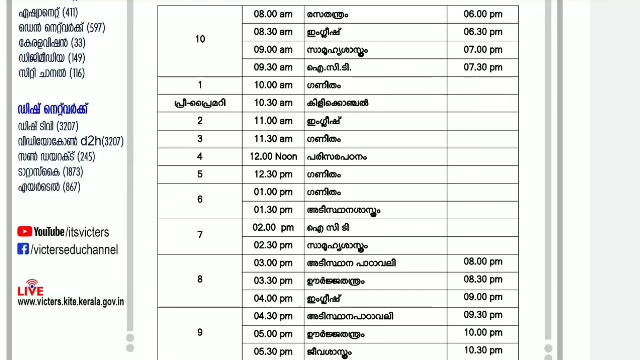 ഏഷ്യാനെറ്റ് (411)
ഡെൻ നെറ്റ്‌വർക്ക് (597)
കേരളവിഷൻ (33)
ഡിജിമീഡിയ (149)
സിറ്റി ചാനൽ (116)
ഡിഷ് നെറ്റ്‌വർക്ക്
ഡിഷ് ടിവി (3207)
വീഡിയോകോൺ d2h(3207)
സൺ ഡയറക്ട് (245)
ടാറ്റാസ്കൈ (1873)
എയർടെൽ (867)
YouTube/itsvicters
/victerseduchannel
LIVE
www.victers.kite.kerala.gov.in
10 08.00 am രസതന്ത്രം 06.00 pm
08.30 am ഇംഗ്ലീഷ് 06.30 pm
09.00 am സാമൂഹ്യശാസ്ത്രം 07.00 pm
09.30 am ഐ.സി.ടി. 07.30 pm
1 10.00 am ഗണിതം
പ്രീ-പ്രൈമറി 10.30 am കിളിക്കൊഞ്ചൽ
2 11.00 am ഇംഗ്ലീഷ്
3 11.30 am ഗണിതം
4 12.00 Noon പരിസരപഠനം
5 12.30 pm ഗണിതം
6 01.00 pm ഗണിതം
01.30 pm അടിസ്ഥാനശാസ്ത്രം
7 02.00 pm ഐ സി ടി
02.30 pm സാമൂഹ്യശാസ്ത്രം
8 03.00 pm അടിസ്ഥാന പാഠാവലി 08.00 pm
03.30 pm ഊർജ്ജതന്ത്രം 08.30 pm
04.00 pm ഇംഗ്ലീഷ് 09.00 pm
9 04.30 pm അടിസ്ഥാനപാഠാവലി 09.30 pm
05.00 pm ഊർജ്ജതന്ത്രം 10.00 pm
05.30 pm ജീവശാസ്ത്രം 10.30 pm